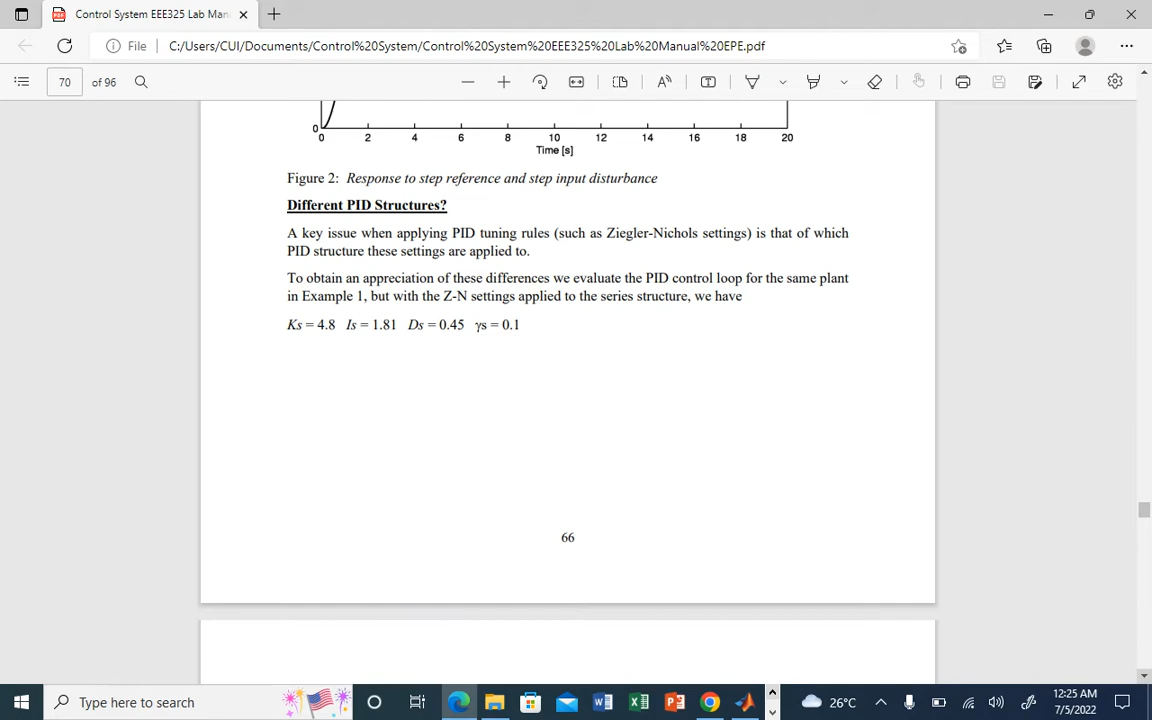 Control System EEE325 Lab Man
File C:/Users/CUI/Documents/Control%20System/Control%20System%20EEE325%20Lab%20Manual%20EPE.pdf
70 of 96
0
0 2 4 6 8 10 12 14 16 18 20
Time [s]
Figure 2: Response to step reference and step input disturbance
Different PID Structures?
A key issue when applying PID tuning rules (such as Ziegler-Nichols settings) is that of which
PID structure these settings are applied to.
To obtain an appreciation of these differences we evaluate the PID control loop for the same plant
in Example 1, but with the Z-N settings applied to the series structure, we have
Ks = 4.8 Is = 1.81 Ds = 0.45 γs = 0.1
66
Type here to search
26°C
12:25 AM
7/5/2022